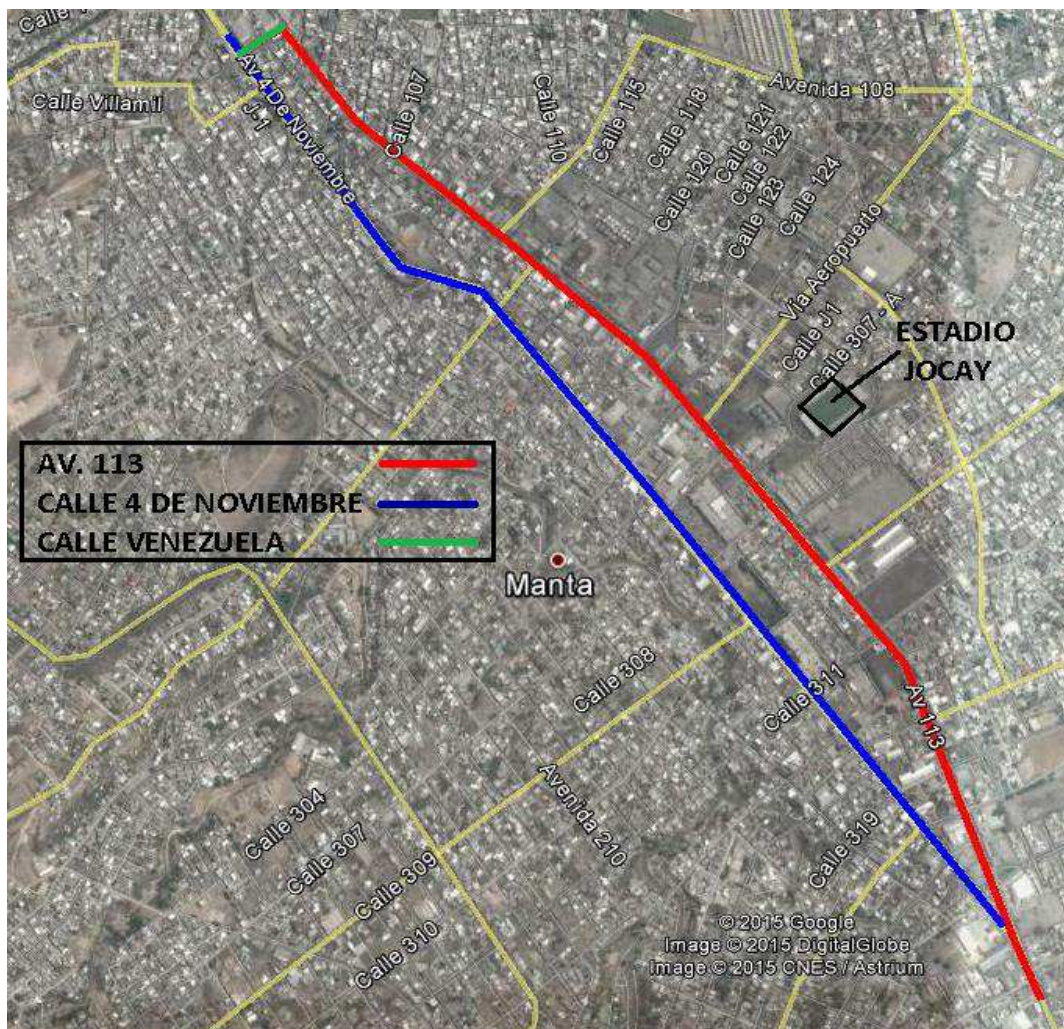 Calle
Calle Villamil
J-1
Av 4 De Noviembre
Calle 107
Calle 110
Calle 115
Calle 118
Calle 120
Calle 121
Calle 122
Calle 123
Calle 124
Avenida 108
Vía Aeropuerto
Calle J1
Calle 307 - A
ESTADIO
JOCAY
AV. 113
CALLE 4 DE NOVIEMBRE
CALLE VENEZUELA
Manta
Calle 308
Calle 311
Av 113
Avenida 210
Calle 304
Calle 307
Calle 309
Calle 310
Calle 319
© 2015 Google
Image © 2015 DigitalGlobe
Image © 2015 CNES / Astrium